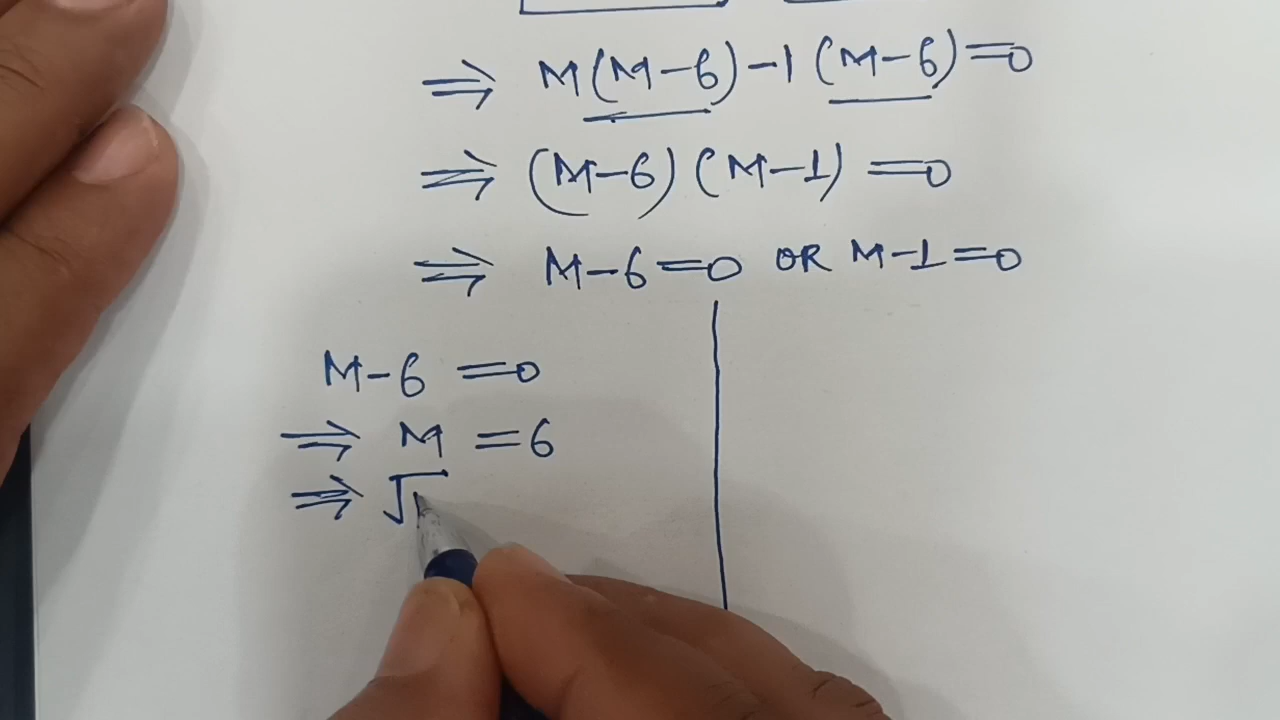 ⇒ M(M-6)-1(M-6)=0
⇒ (M-6)(M-1)=0
⇒ M-6=0 OR M-1=0
M-6=0
⇒ M=6
⇒ √